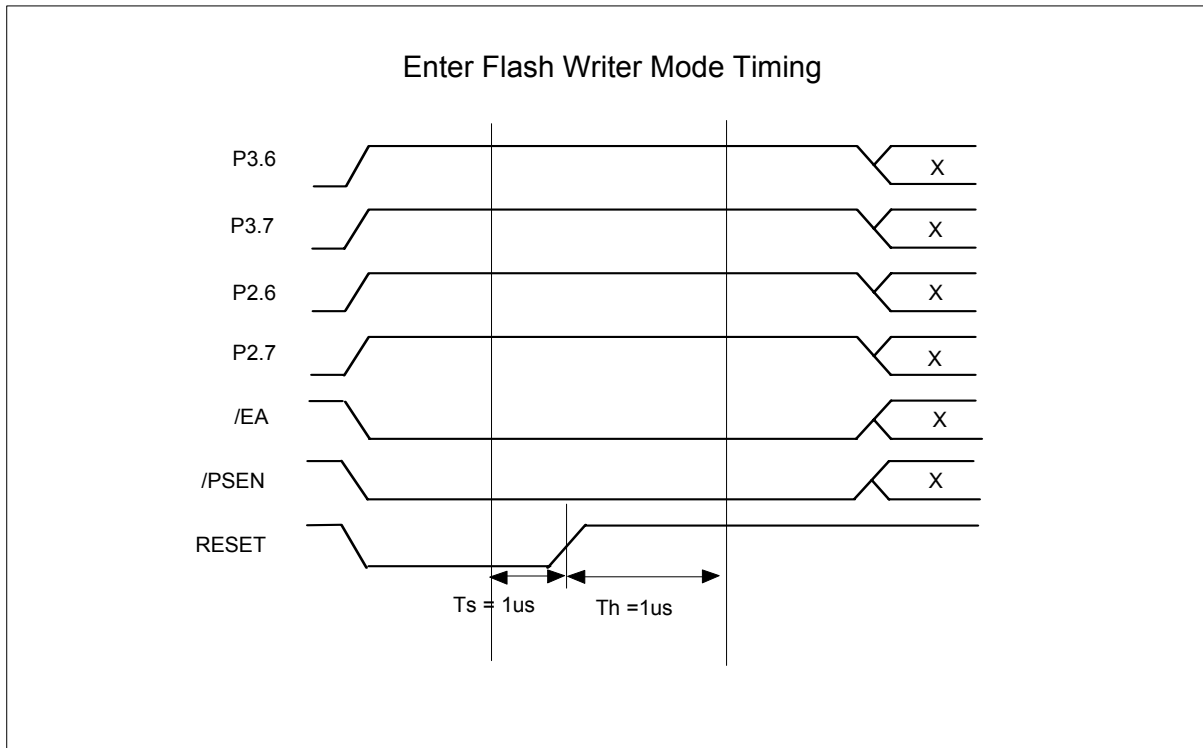 Enter Flash Writer Mode Timing
P3.6
X
P3.7
X
P2.6
X
P2.7
X
/EA
X
/PSEN
X
RESET
Ts = 1us
Th =1us